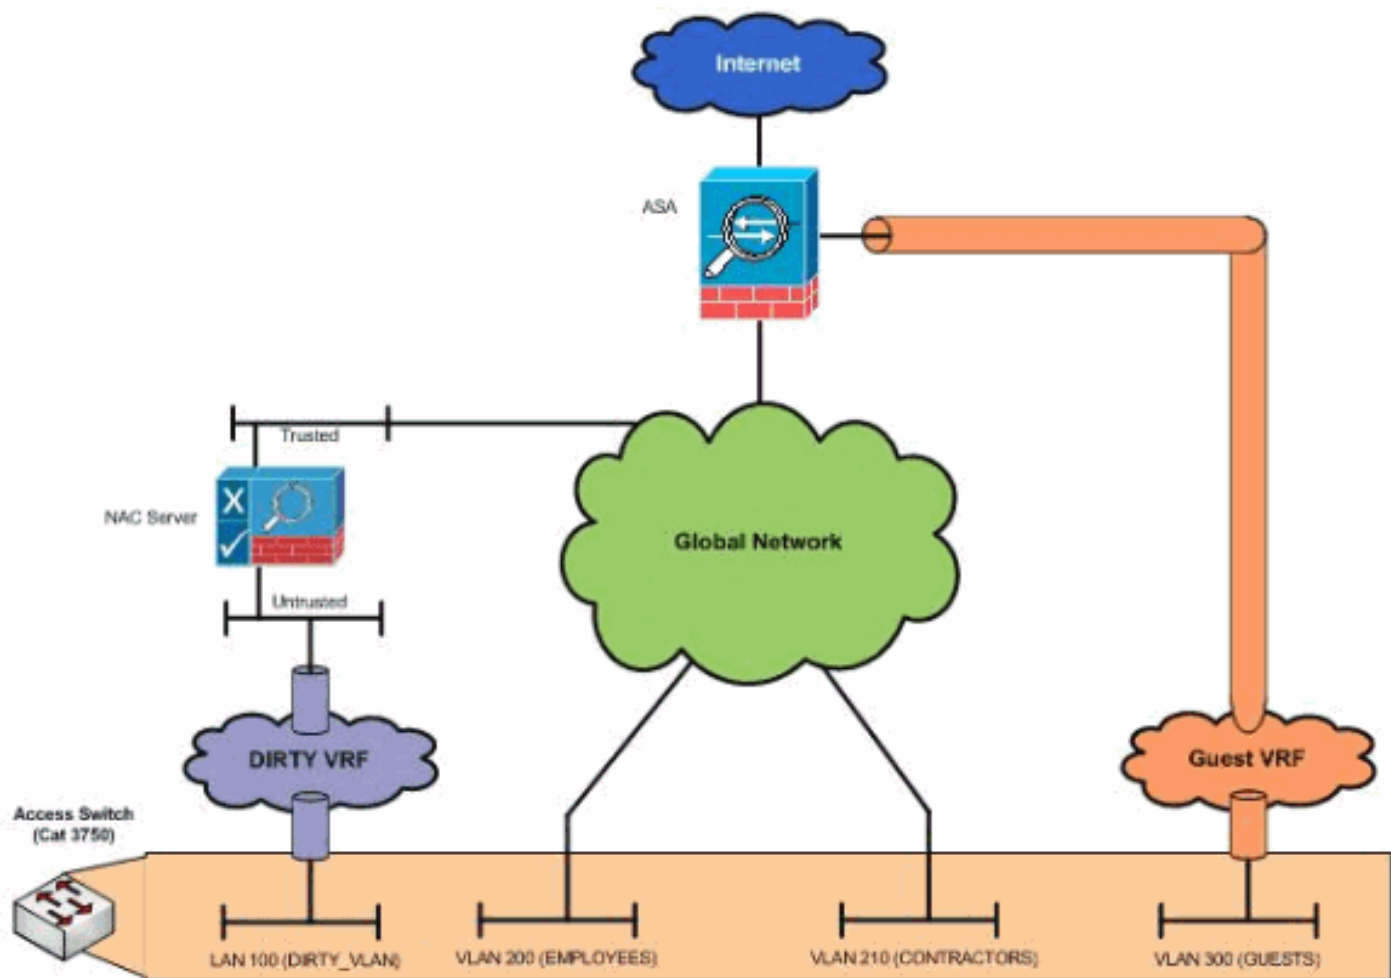 Internet
ASA
Trusted
NAC Server
Global Network
Untrusted
DIRTY VRF
Guest VRF
Access Switch
(Cat 3750)
LAN 100 (DIRTY_VLAN)
VLAN 200 (EMPLOYEES)
VLAN 210 (CONTRACTORS)
VLAN 300 (GUESTS)